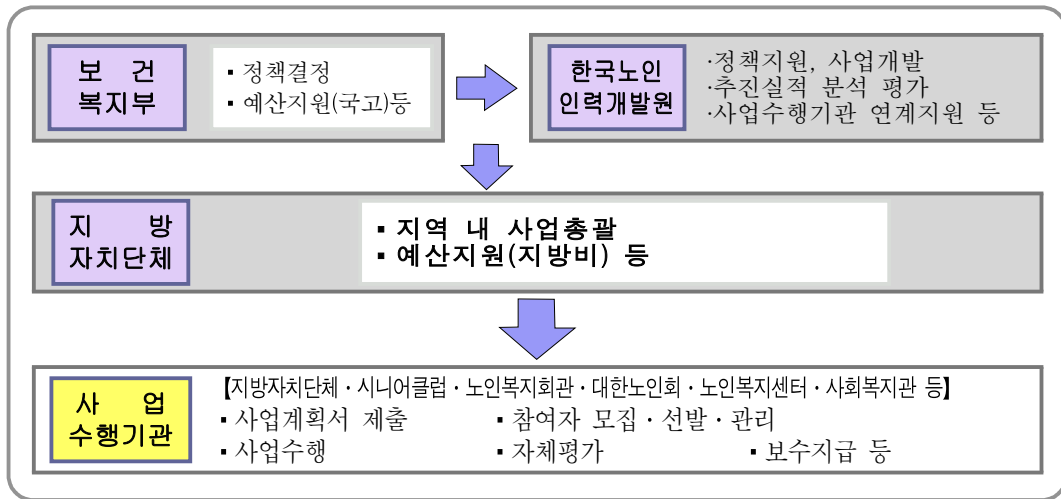 보 건
복지부
▪ 정책결정
▪ 예산지원(국고)등
한국노인
인력개발원
·정책지원, 사업개발
·추진실적 분석 평가
·사업수행기관 연계지원 등
지 방
자치단체
▪ 지역 내 사업총괄
▪ 예산지원(지방비) 등
사 업
수행기관
【지방자치단체 · 시니어클럽 · 노인복지회관 · 대한노인회 · 노인복지센터 · 사회복지관 등】
▪ 사업계획서 제출 ▪ 참여자 모집 · 선발 · 관리
▪ 사업수행 ▪ 자체평가 ▪ 보수지급 등